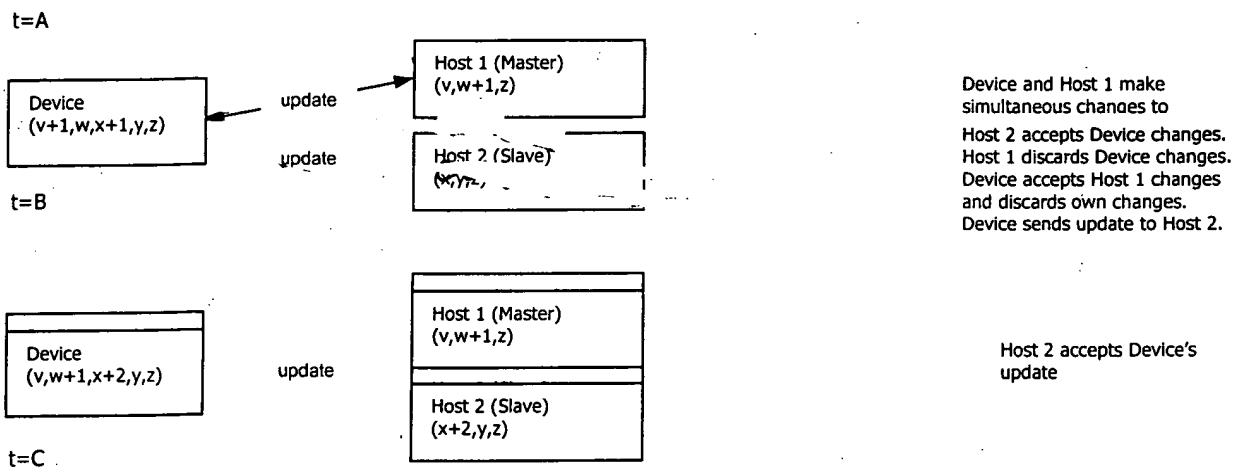 t=A
Device
(v+1,w,x+1,y,z)
update
Host 1 (Master)
(v,w+1,z)
update
Host 2 (Slave)
Device and Host 1 make
simultaneous changes to
Host 2 accepts Device changes.
Host 1 discards Device changes.
Device accepts Host 1 changes
and discards own changes.
Device sends update to Host 2.
t=B
Device
(v,w+1,x+2,y,z)
update
Host 1 (Master)
(v,w+1,z)
Host 2 (Slave)
(x+2,y,z)
Host 2 accepts Device's
update
t=C